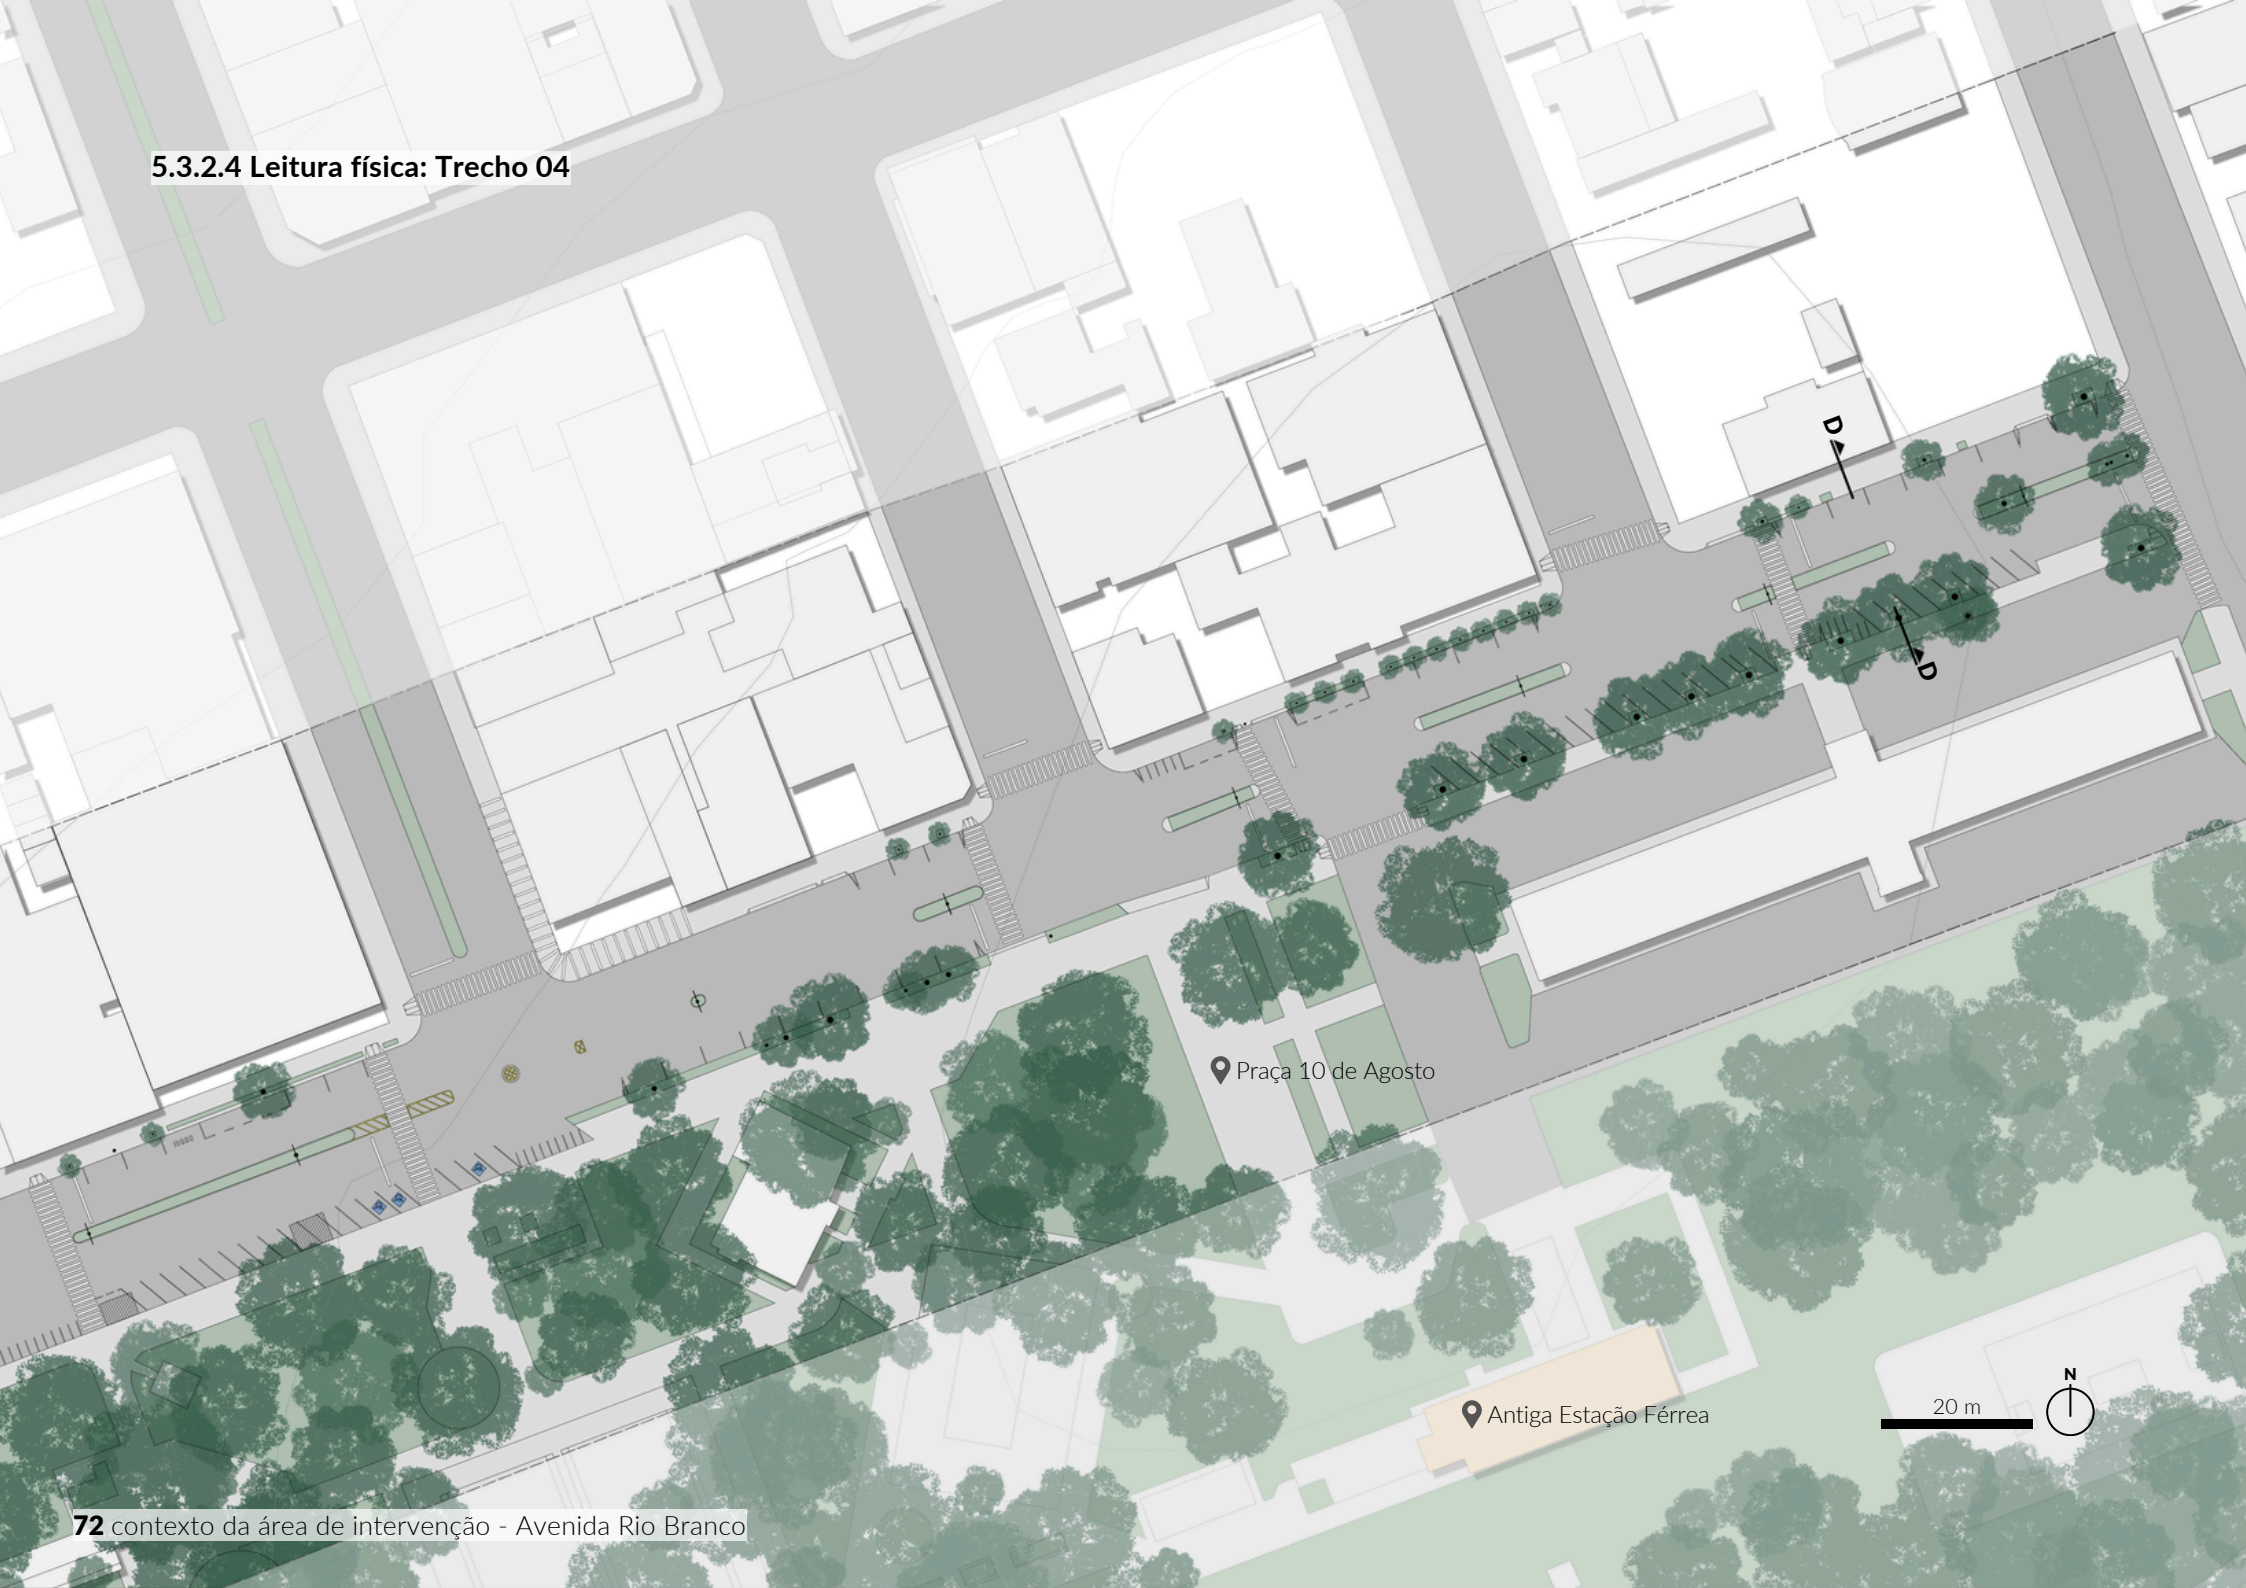 5.3.2.4 Leitura física: Trecho 04
D
D
Praça 10 de Agosto
Antiga Estação Férrea
20 m
N
72 contexto da área de intervenção - Avenida Rio Branco